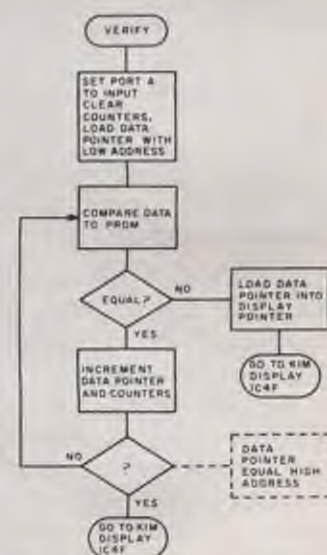 VERIFY
SET PORT A
TO INPUT
CLEAR
COUNTERS,
LOAD DATA
POINTER WITH
LOW ADDRESS
COMPARE DATA
TO PROM
EQUAL?
NO
LOAD DATA
POINTER INTO
DISPLAY
POINTER
YES
GO TO KIM
DISPLAY
1C4F
INCREMENT
DATA POINTER
AND COUNTERS
NO
?
DATA
POINTER
EQUAL HIGH
ADDRESS
YES
GO TO KIM
DISPLAY
1C4F